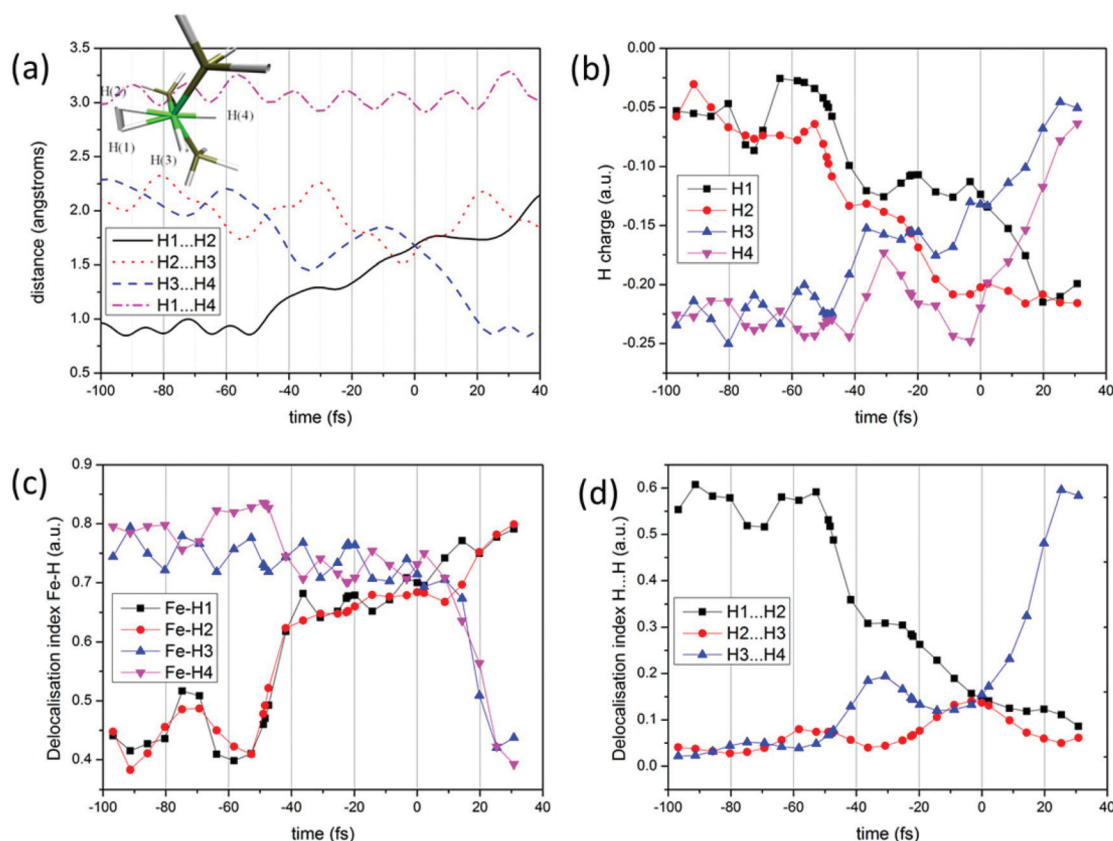 (a)
3.5
3.0
2.5
2.0
1.5
1.0
0.5
distance (angstroms)
H(2)
H(4)
H(1)
H(3)
H1...H2
H2...H3
H3...H4
H1...H4
-100 -80 -60 -40 -20 0 20 40
time (fs)
(b)
0.00
-0.05
-0.10
-0.15
-0.20
-0.25
H charge (a.u.)
H1
H2
H3
H4
-100 -80 -60 -40 -20 0 20 40
time (fs)
(c)
0.9
0.8
0.7
0.6
0.5
0.4
Delocalisation index Fe-H (a.u.)
Fe-H1
Fe-H2
Fe-H3
Fe-H4
-100 -80 -60 -40 -20 0 20 40
time (fs)
(d)
0.6
0.5
0.4
0.3
0.2
0.1
0.0
Delocalisation index H...H (a.u.)
H1...H2
H2...H3
H3...H4
-100 -80 -60 -40 -20 0 20 40
time (fs)